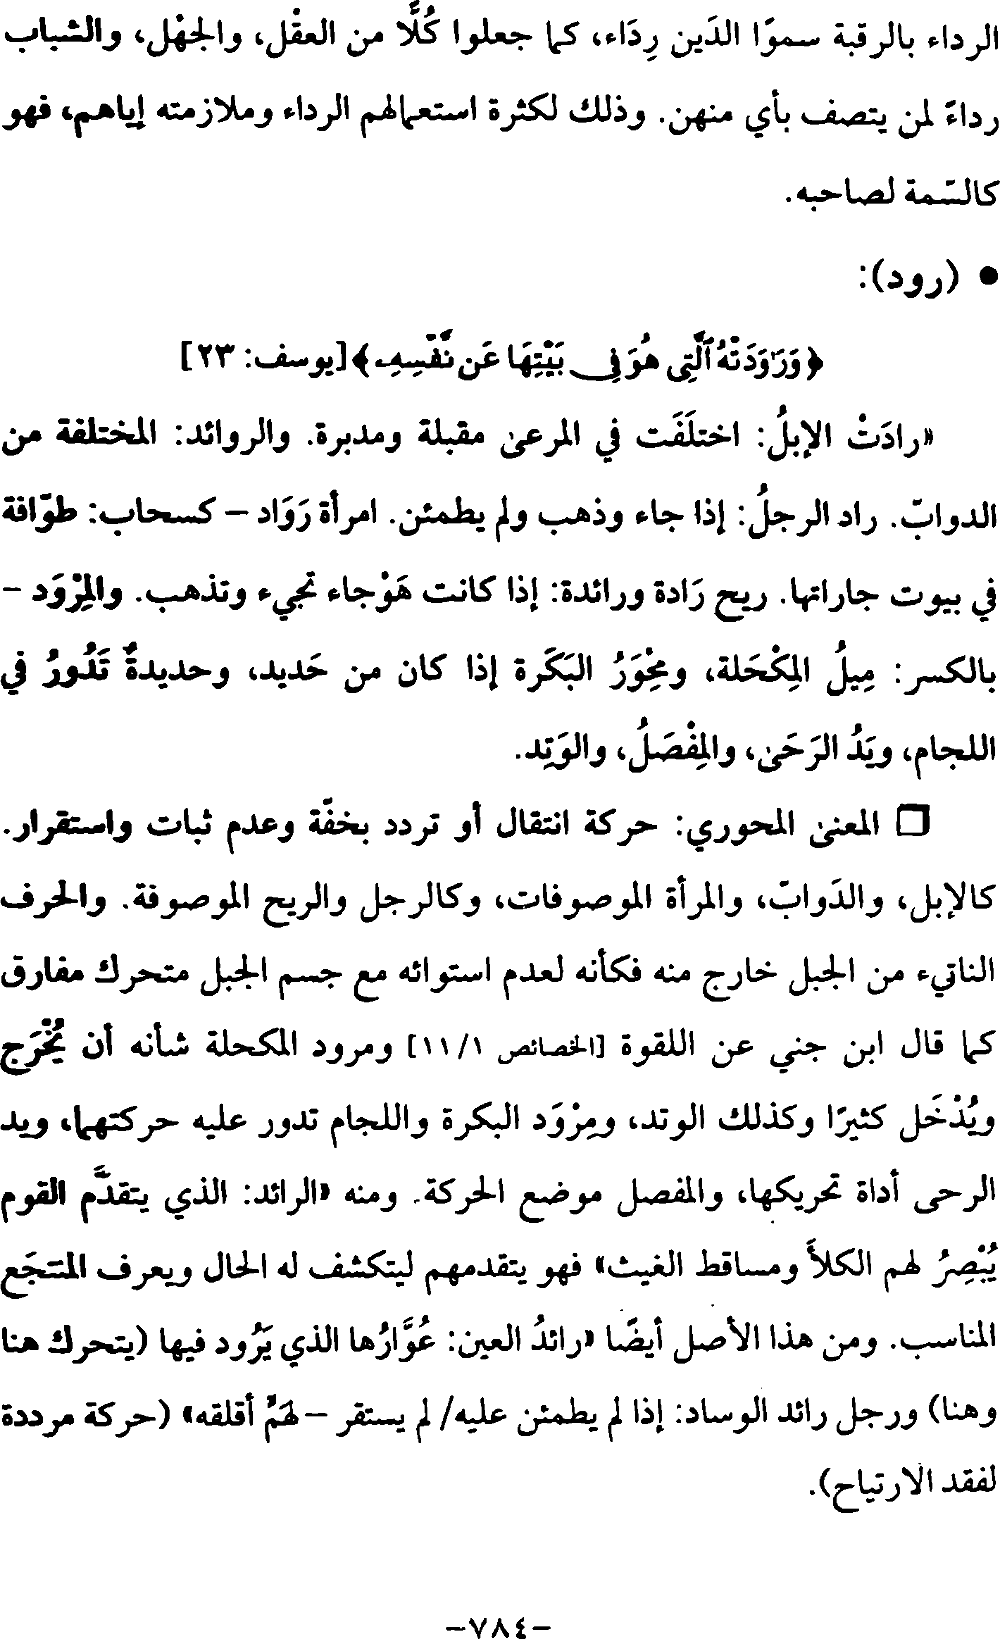 الرداء بالرقبة سموّا الدَين رِدَاء، كما جعلوا كُلًّا من العقْل، والجهْل، والشباب
رداءً لمن يتصف بأي منهن. وذلك لكثرة استعمالهم الرداء وملازمته إياهم، فهو
كالسّمة لصاحبه.
● (رود):
﴿وَرَٰوَدَتْهُ ٱلَّتِى هُوَ فِى بَيْتِهَا عَن نَّفْسِهِۦ﴾ [يوسف: ٢٣]
«رادَتْ الإبلُ: اختلَفَت في المرعىٰ مقبلة ومدبرة. والروائد: المختلفة من
الدوابّ. راد الرجلُ: إذا جاء وذهب ولم يطمئن. امرأة رَوَاد – كسحاب: طوّافة
في بيوت جاراتها. ريح رَادة ورائدة: إذا كانت هَوْجاء تجيء وتذهب. والمِرْوَد –
بالكسر: مِيلُ المِكْحَلة، ومِحْوَرُ البَكَرة إذا كان من حَديد، وحديدةٌ تَدُورُ في
اللجام، ويَدُ الرَحَىٰ، والمِفْصَلُ، والوَتِد.
□ المعنىٰ المحوري: حركة انتقال أو تردد بخفّة وعدم ثبات واستقرار.
كالإبل، والدَوابّ، والمرأة الموصوفات، وكالرجل والريح الموصوفة. والحرف
الناتيء من الجبل خارج منه فكأنه لعدم استوائه مع جسم الجبل متحرك مفارق
كما قال ابن جني عن اللقوة [الخصائص ١/ ١١] ومرود المكحلة شأنه أن يُخْرَج
ويُدْخَل كثيرًا وكذلك الوتد، ومِرْوَد البكرة واللجام تدور عليه حركتهما، ويد
الرحى أداة تحريكها، والمفصل موضع الحركة. ومنه «الرائد: الذي يتقدَّم القوم
يُبْصِرُ لهم الكلأَ ومساقط الغيث» فهو يتقدمهم ليتكشف له الحال ويعرف المنتجَع
المناسب. ومن هذا الأصل أيضًا «رائدُ العين: عُوَّارُها الذي يَرُود فيها (يتحرك هنا
وهنا) ورجل رائد الوساد: إذا لم يطمئن عليه/ لم يستقر – لهَمٍّ أقلقه» (حركة مرددة
لفقد الارتياح).
–٧٨٤–